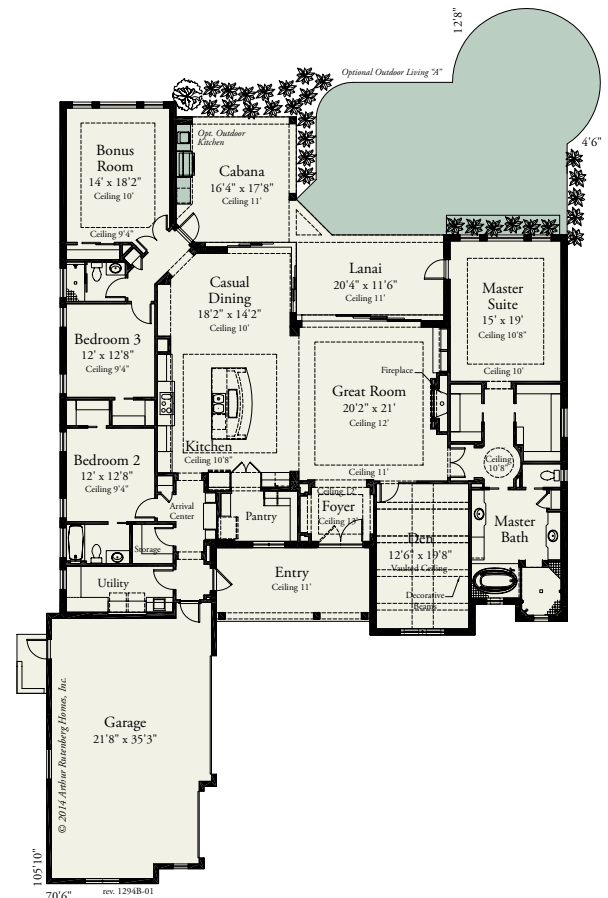 12'8"
Optional Outdoor Living "A"
4'6"
Opt. Outdoor
Kitchen
Bonus
Room
14' x 18'2"
Ceiling 10'
Ceiling 9'4"
Cabana
16'4" x 17'8"
Ceiling 11'
Casual
Dining
18'2" x 14'2"
Ceiling 10'
Lanai
20'4" x 11'6"
Ceiling 11'
Master
Suite
15' x 19'
Ceiling 10'8"
Ceiling 10'
Bedroom 3
12' x 12'8"
Ceiling 9'4"
Fireplace
Great Room
20'2" x 21'
Ceiling 12'
Ceiling 11'
Kitchen
Ceiling 10'8"
Bedroom 2
12' x 12'8"
Ceiling 9'4"
Ceiling
10'8"
Arrival
Center
Pantry
Ceiling 12'
Foyer
Ceiling 13'
Den
12'6" x 19'8"
Vaulted Ceiling
Decorative
Beams
Master
Bath
Storage
Utility
Entry
Ceiling 11'
Garage
21'8" x 35'3"
© 2014 Arthur Rutenberg Homes, Inc.
105'10"
70'6"
rev. 1294B-01